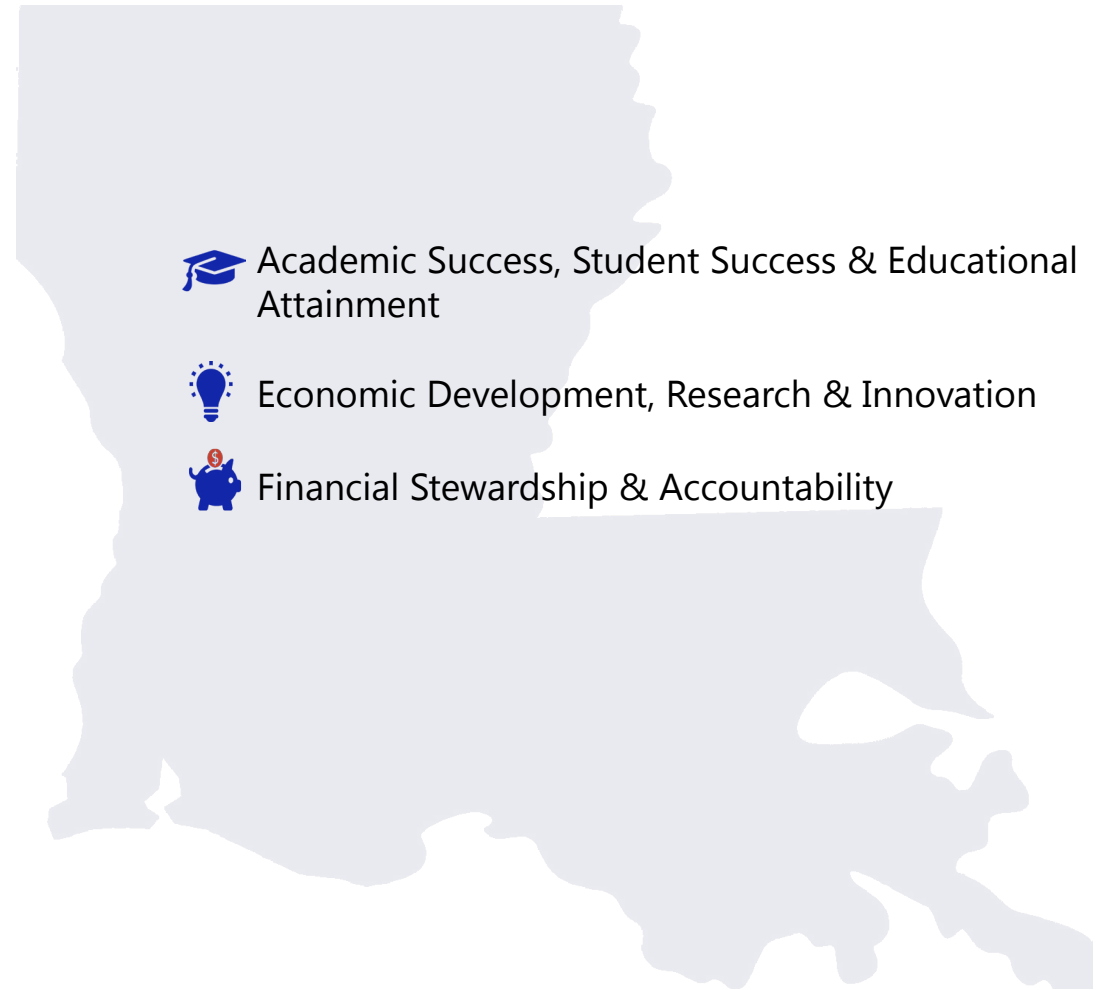 Academic Success, Student Success & Educational
Attainment
Economic Development, Research & Innovation
$
Financial Stewardship & Accountability